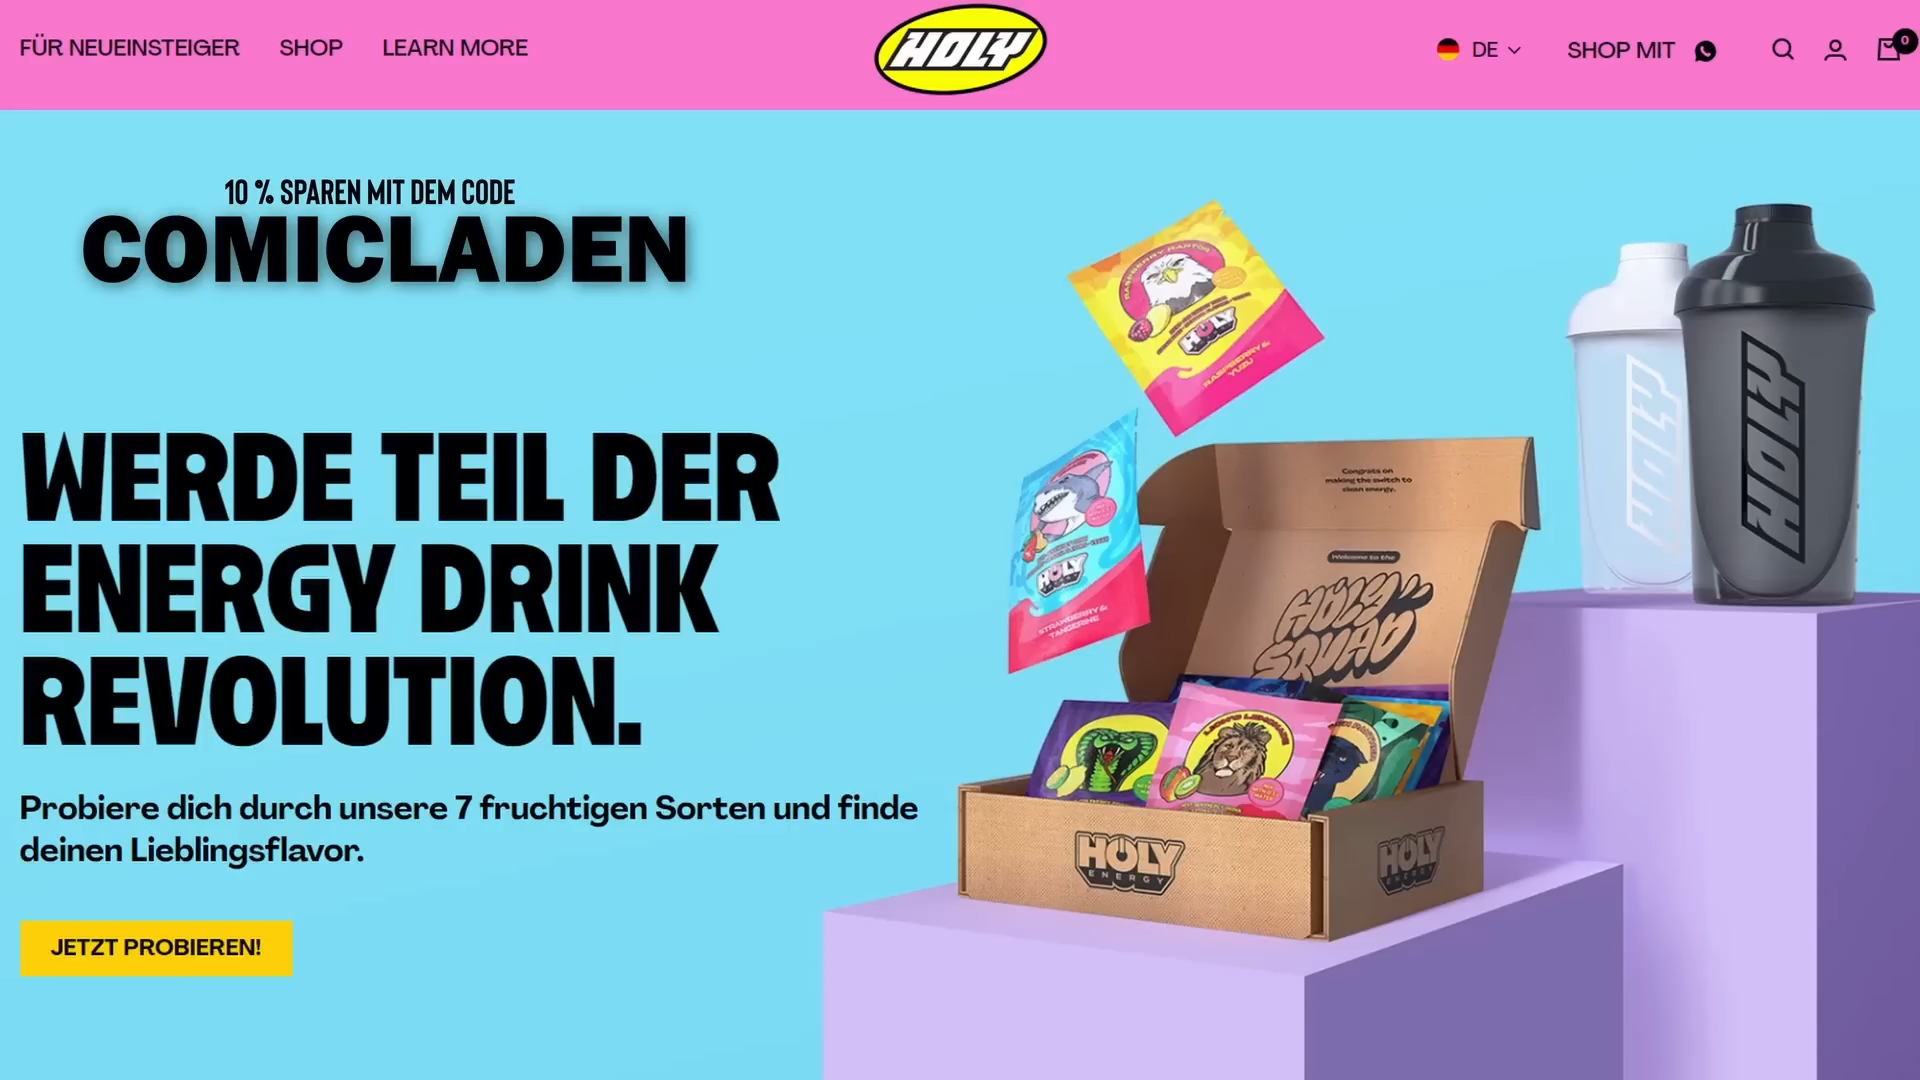 FÜR NEUEINSTEIGER
SHOP
LEARN MORE
HOLY
DE
SHOP MIT
0
10 % SPAREN MIT DEM CODE
COMICLADEN
WERDE TEIL DER
ENERGY DRINK
REVOLUTION.
Probiere dich durch unsere 7 fruchtigen Sorten und finde
deinen Lieblingsflavor.
JETZT PROBIEREN!
RASPBERRY RAPTOR
HOLY
RASPBERRY &
YUZU
HOLY
STRAWBERRY &
TANGERINE
Congrats on
making the switch to
clean energy.
Welcome to the
HOLY
SQUAD
HOLY
ENERGY
HOLY
ENERGY
HOLY
HOLY